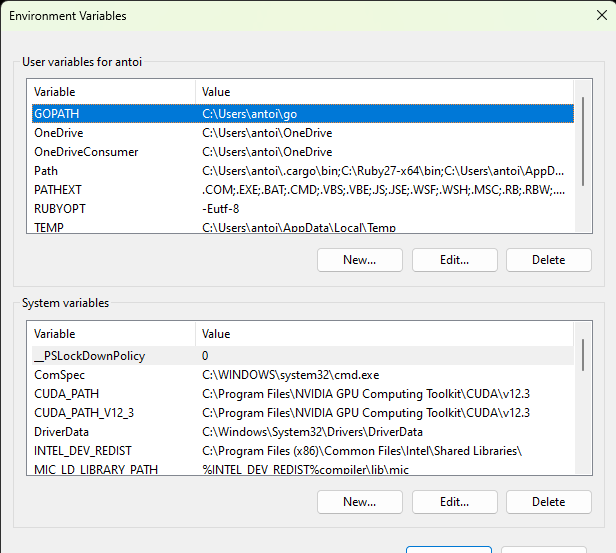 Environment Variables
User variables for antoi
Variable Value
GOPATH C:\Users\antoi\go
OneDrive C:\Users\antoi\OneDrive
OneDriveConsumer C:\Users\antoi\OneDrive
Path C:\Users\antoi\.cargo\bin;C:\Ruby27-x64\bin;C:\Users\antoi\AppD...
PATHEXT .COM;.EXE;.BAT;.CMD;.VBS;.VBE;.JS;.JSE;.WSF;.WSH;.MSC;.RB;.RBW;....
RUBYOPT -Eutf-8
TEMP C:\Users\antoi\AppData\Local\Temp
New... Edit... Delete
System variables
Variable Value
__PSLockDownPolicy 0
ComSpec C:\WINDOWS\system32\cmd.exe
CUDA_PATH C:\Program Files\NVIDIA GPU Computing Toolkit\CUDA\v12.3
CUDA_PATH_V12_3 C:\Program Files\NVIDIA GPU Computing Toolkit\CUDA\v12.3
DriverData C:\Windows\System32\Drivers\DriverData
INTEL_DEV_REDIST C:\Program Files (x86)\Common Files\Intel\Shared Libraries\
MIC_LD_LIBRARY_PATH %INTEL_DEV_REDIST%compiler\lib\mic
New... Edit... Delete